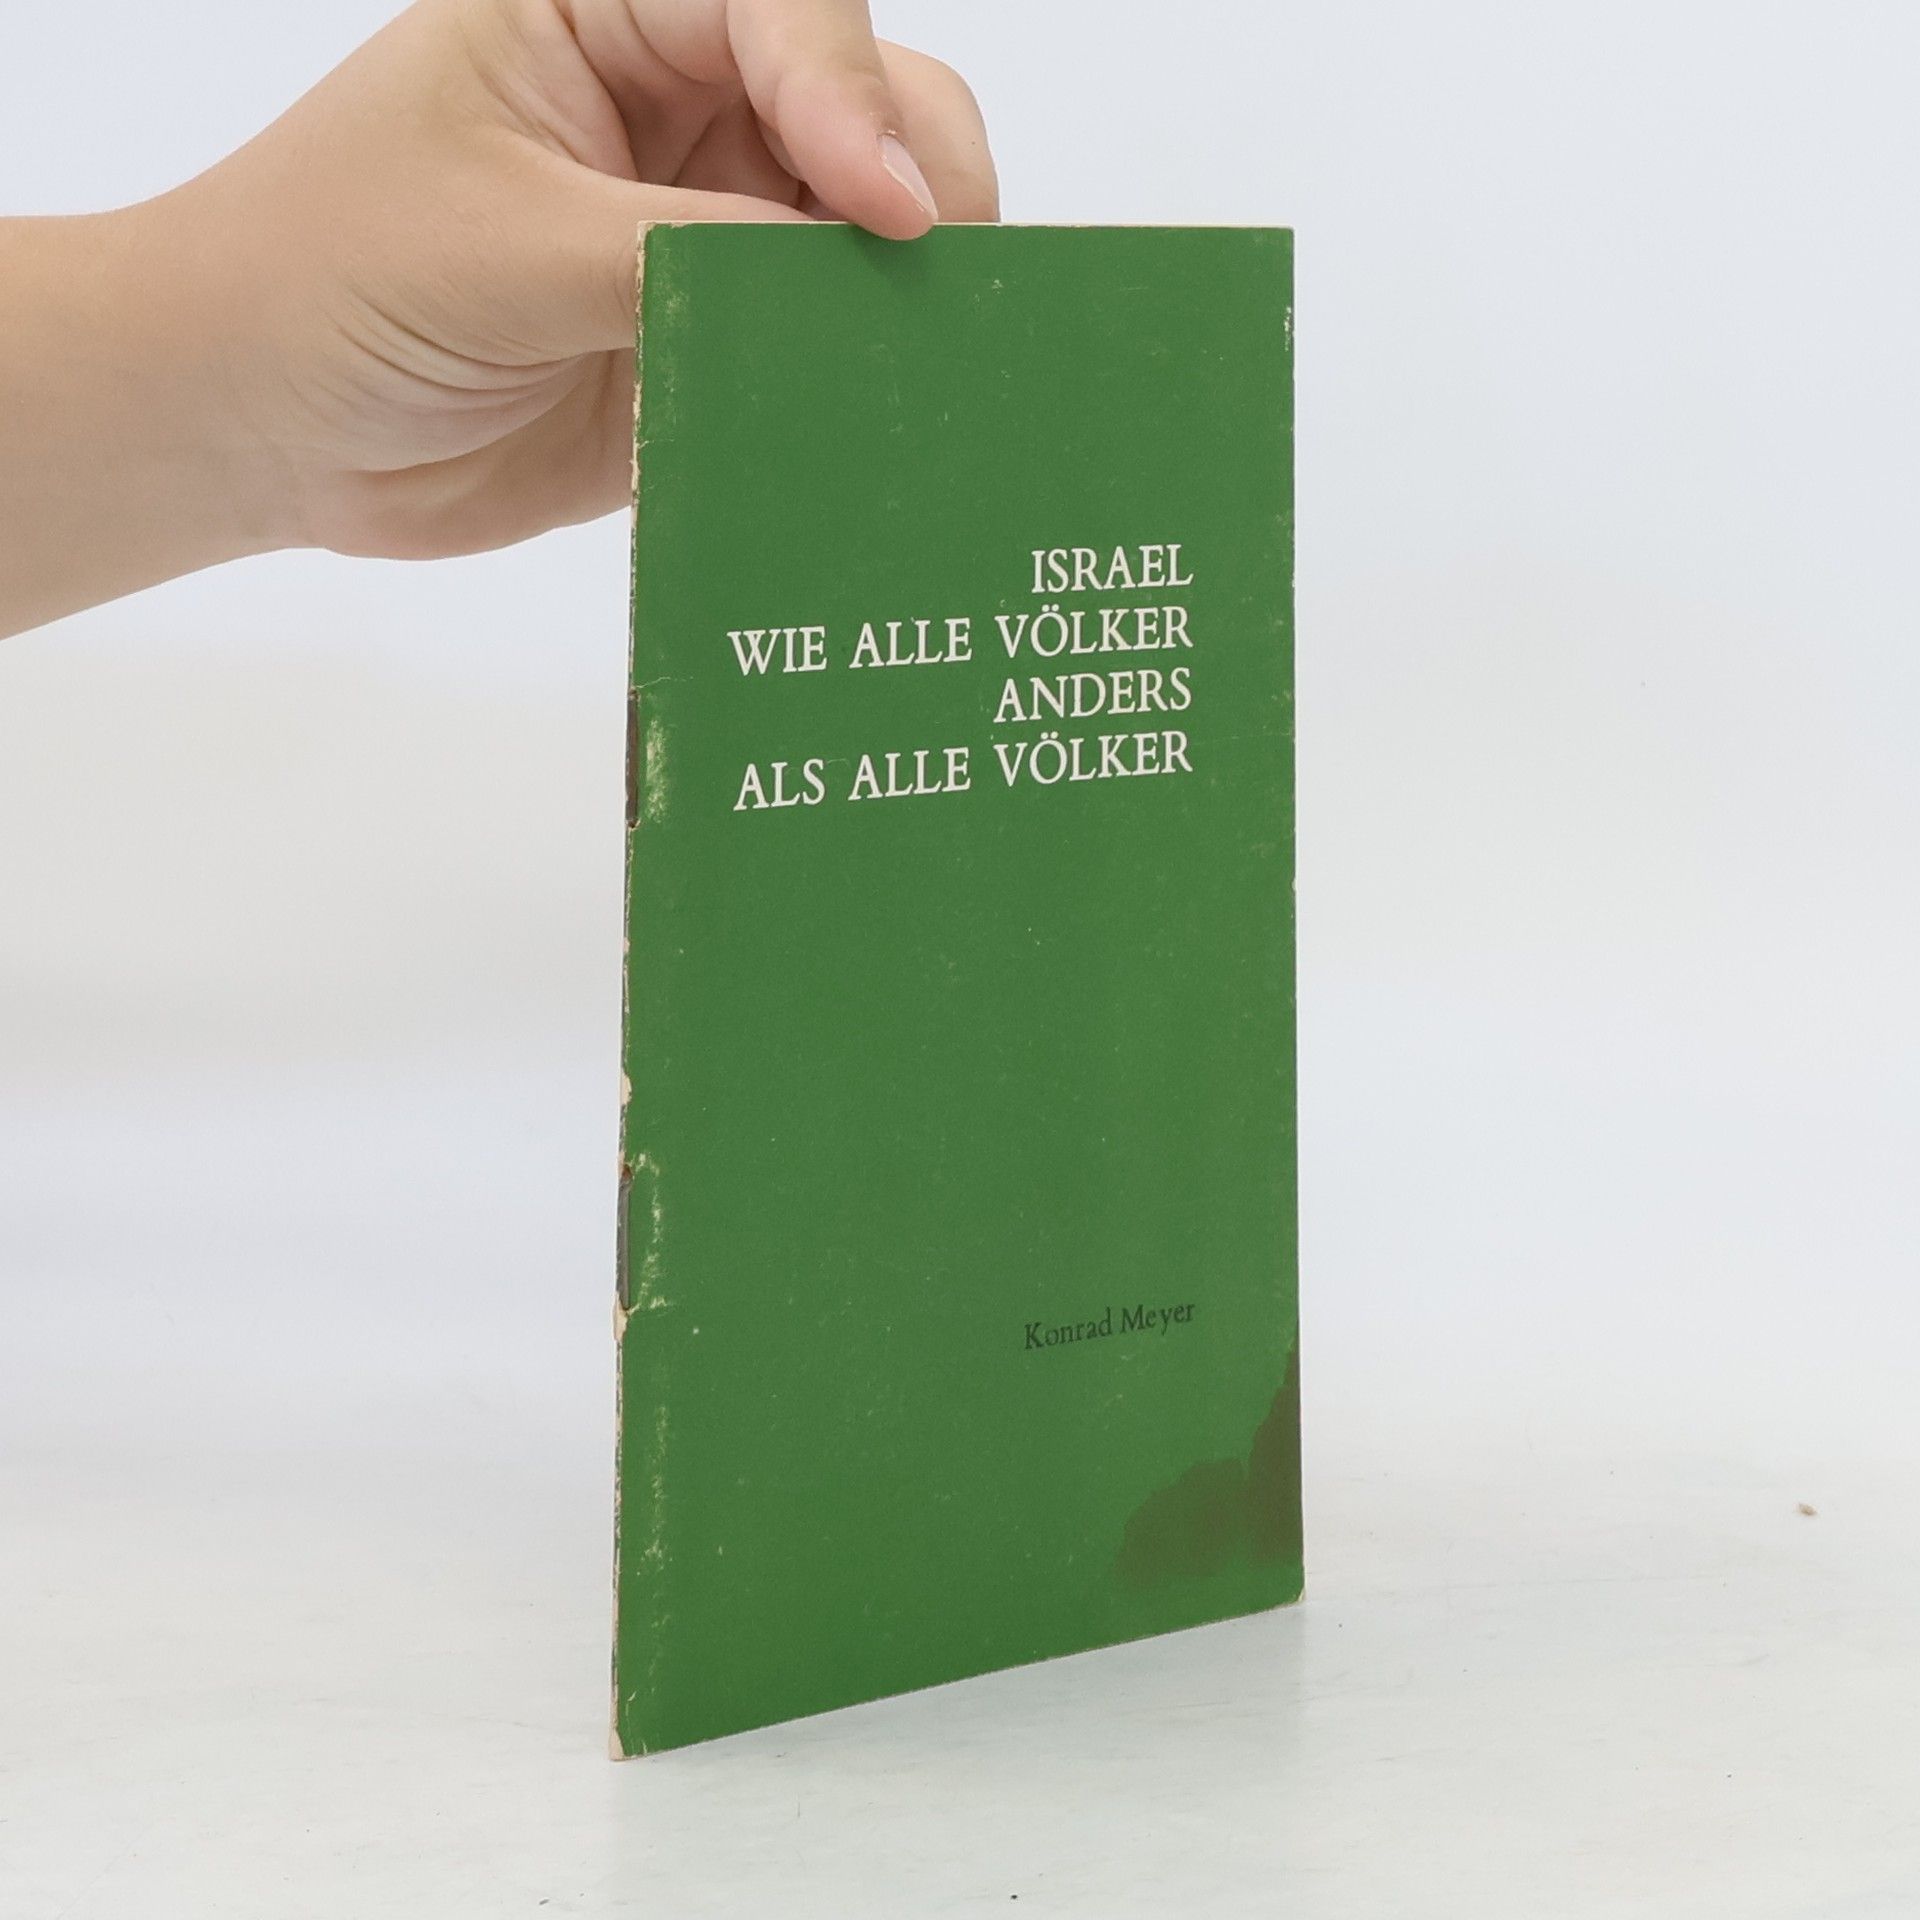 ISRAEL
WIE ALLE VÖLKER
ANDERS
ALS ALLE VÖLKER
Konrad Meyer